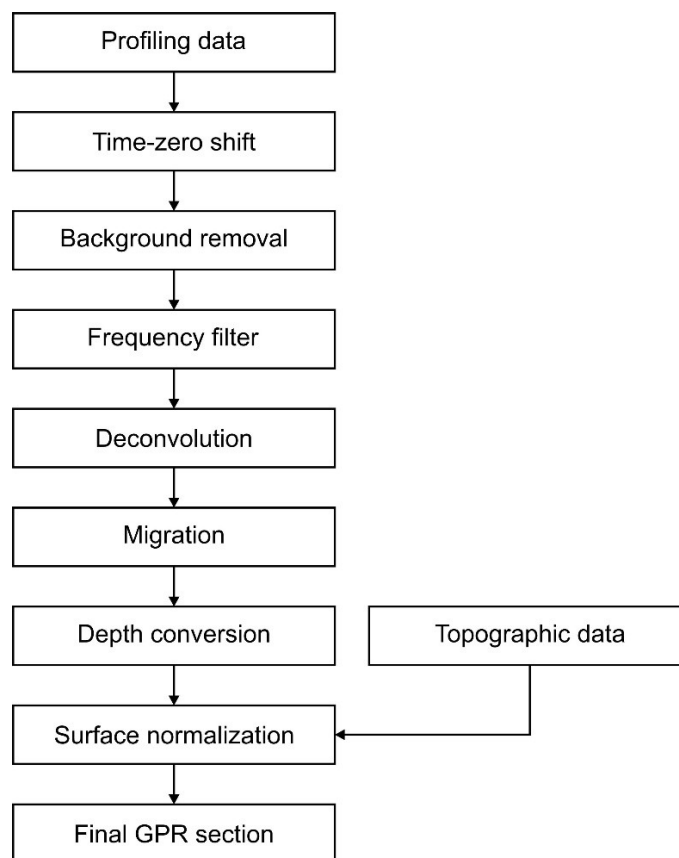 Profiling data
Time-zero shift
Background removal
Frequency filter
Deconvolution
Migration
Depth conversion
Topographic data
Surface normalization
Final GPR section